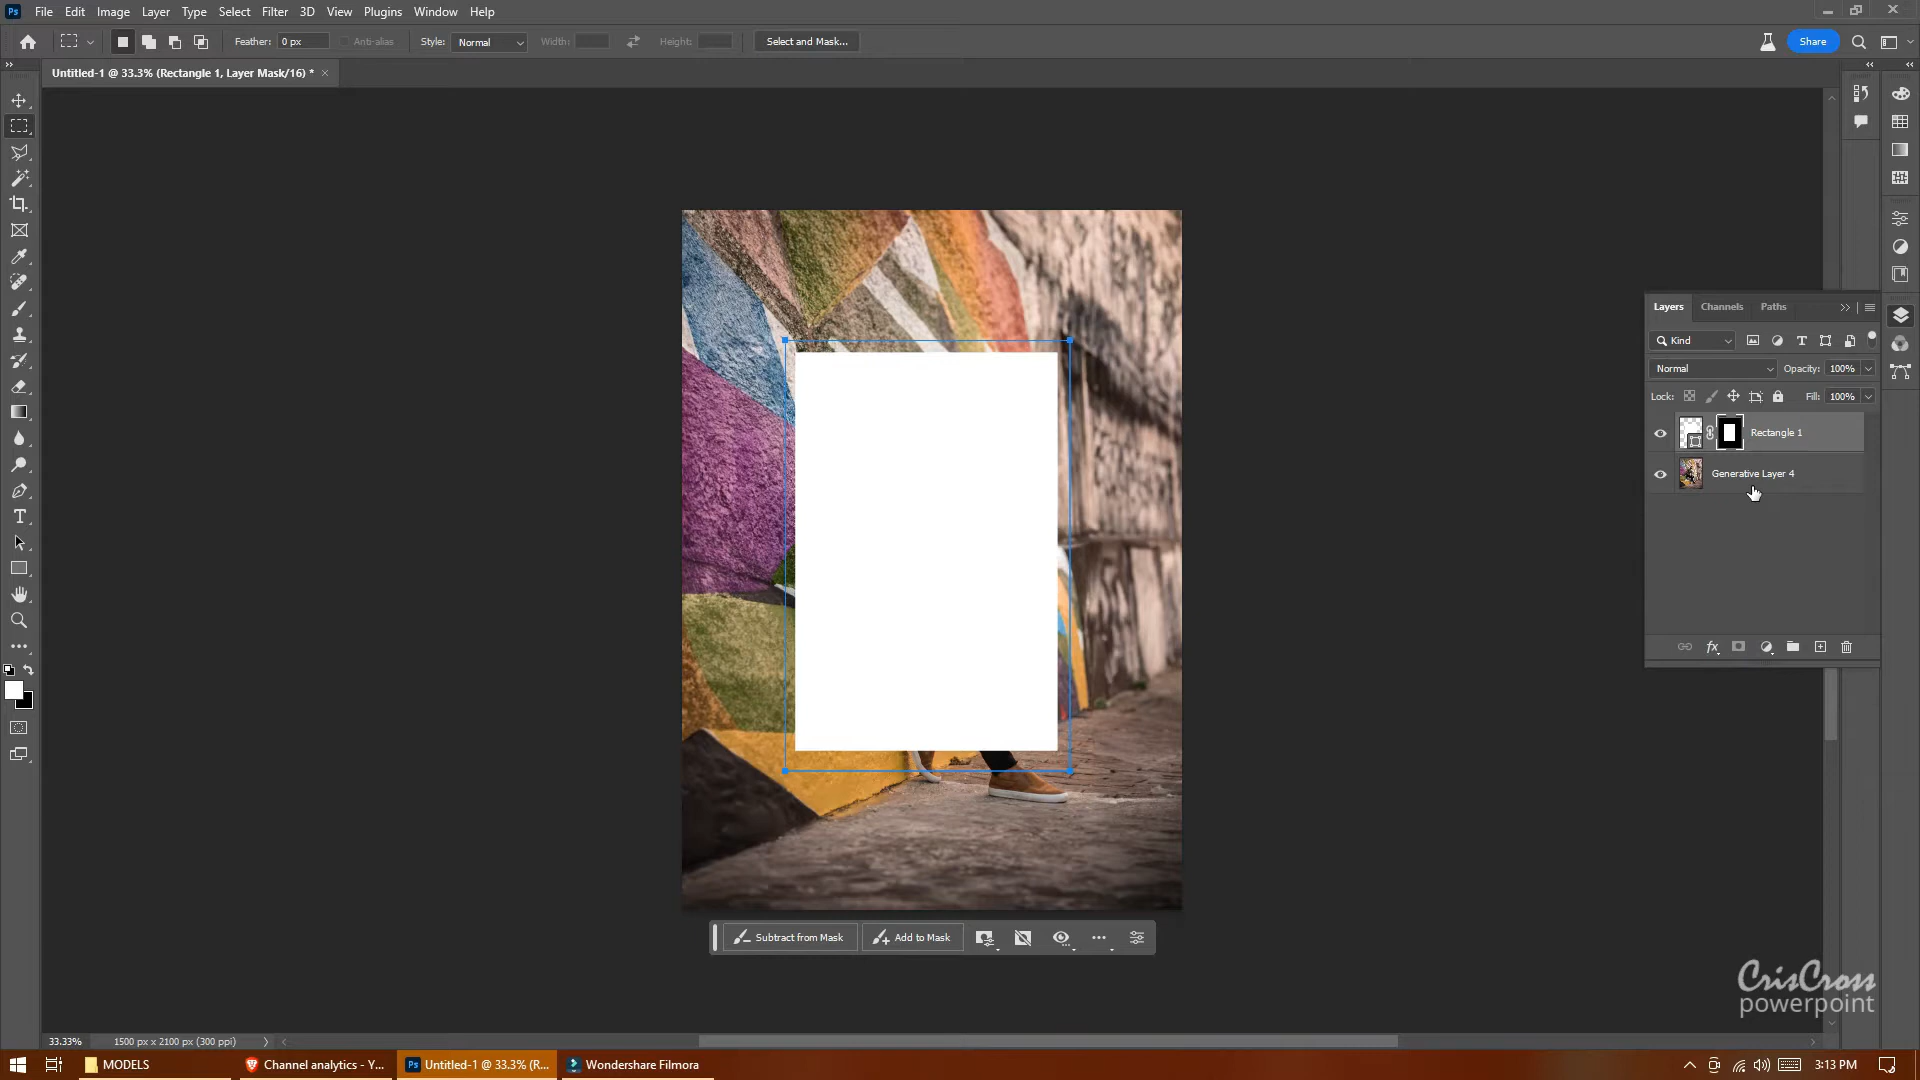 Ps File Edit Image Layer Type Select Filter 3D View Plugins Window Help
Feather: 0 px Anti-alias Style: Normal Width: Height: Select and Mask... Share
Untitled-1 @ 33.3% (Rectangle 1, Layer Mask/16) *
Layers Channels Paths
Kind
Normal Opacity: 100%
Lock: Fill: 100%
Rectangle 1
Generative Layer 4
Subtract from Mask Add to Mask
CrisCross
powerpoint
33.33% 1500 px x 2100 px (300 ppi)
MODELS Channel analytics - Y... Ps Untitled-1 @ 33.3% (R... Wondershare Filmora 3:13 PM